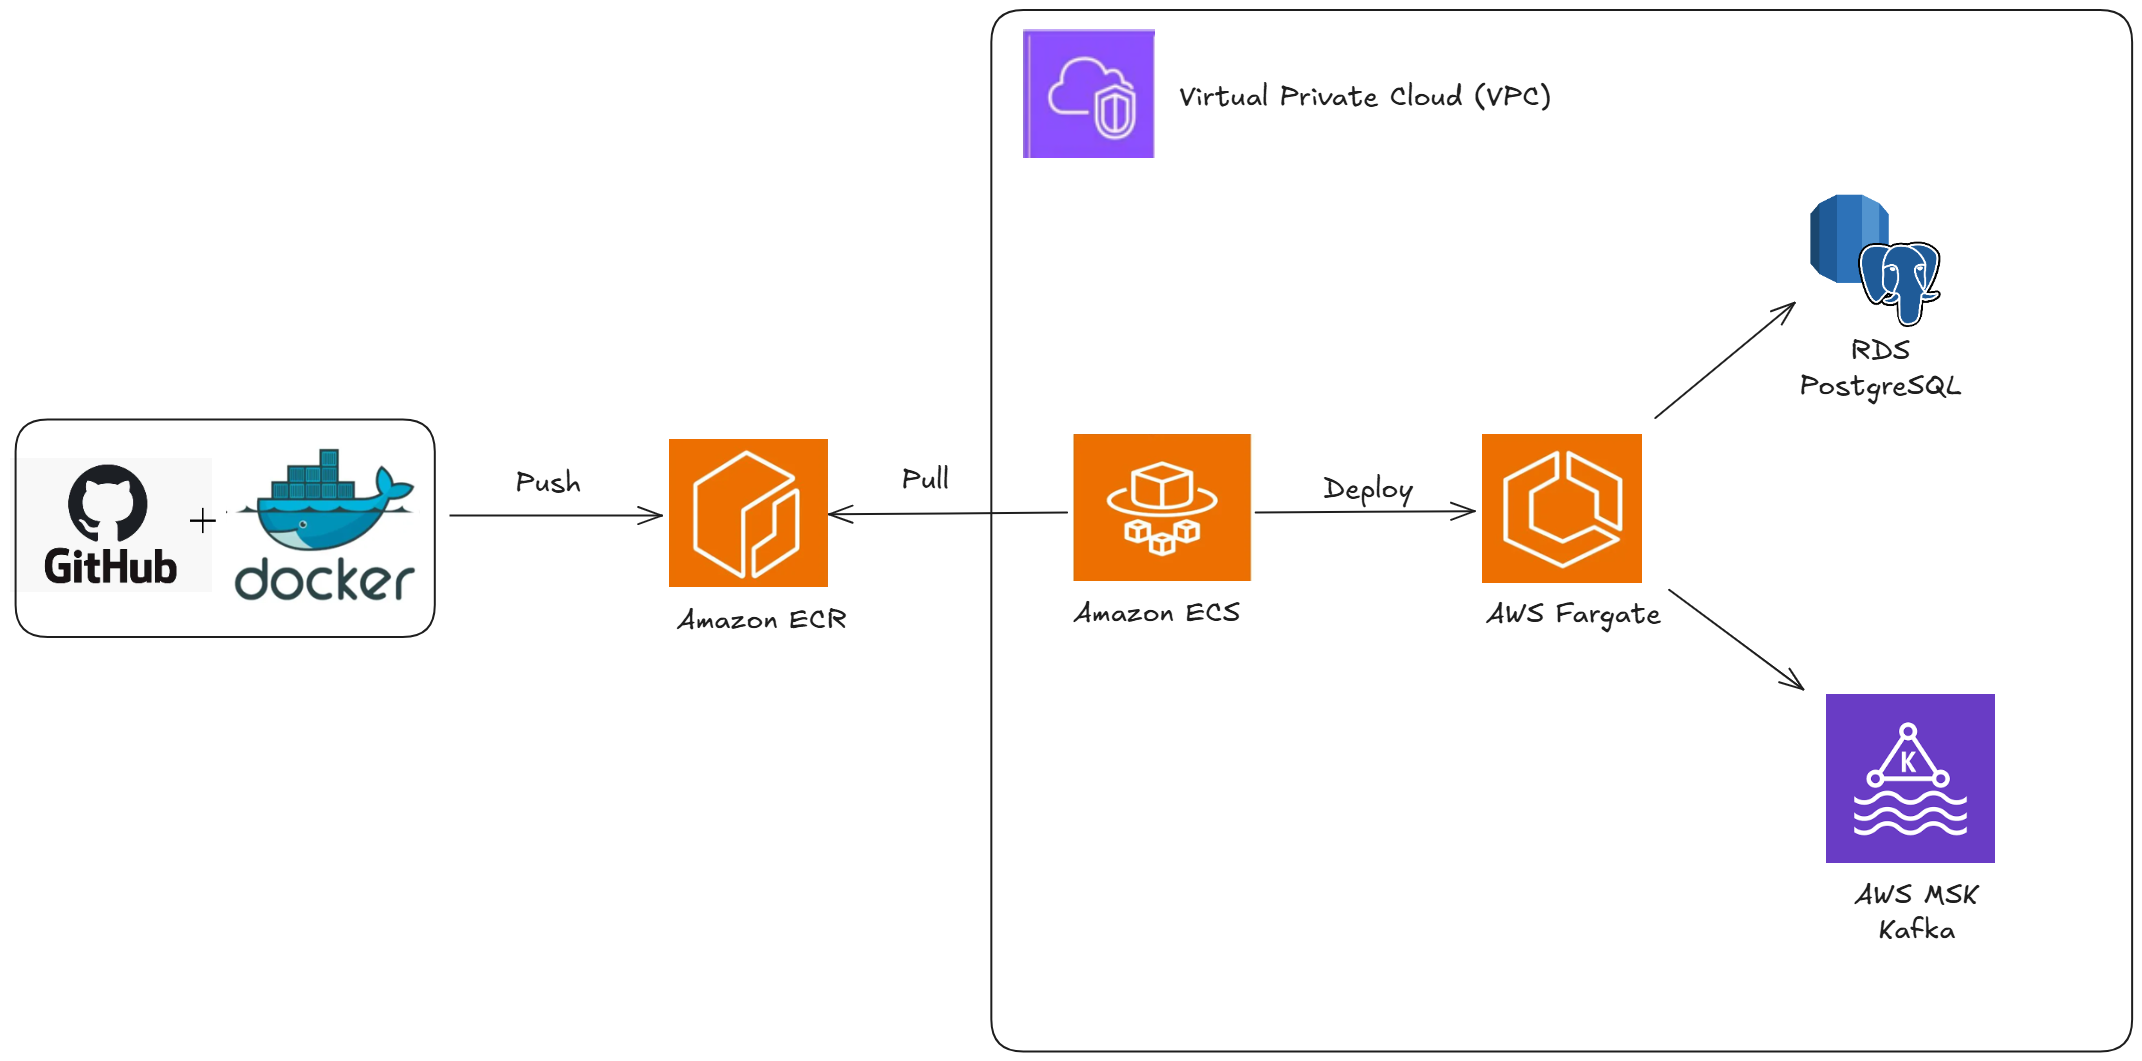 Virtual Private Cloud (VPC)
RDS
PostgreSQL
GitHub
+
docker
Push
Amazon ECR
Pull
Amazon ECS
Deploy
AWS Fargate
K
AWS MSK
Kafka